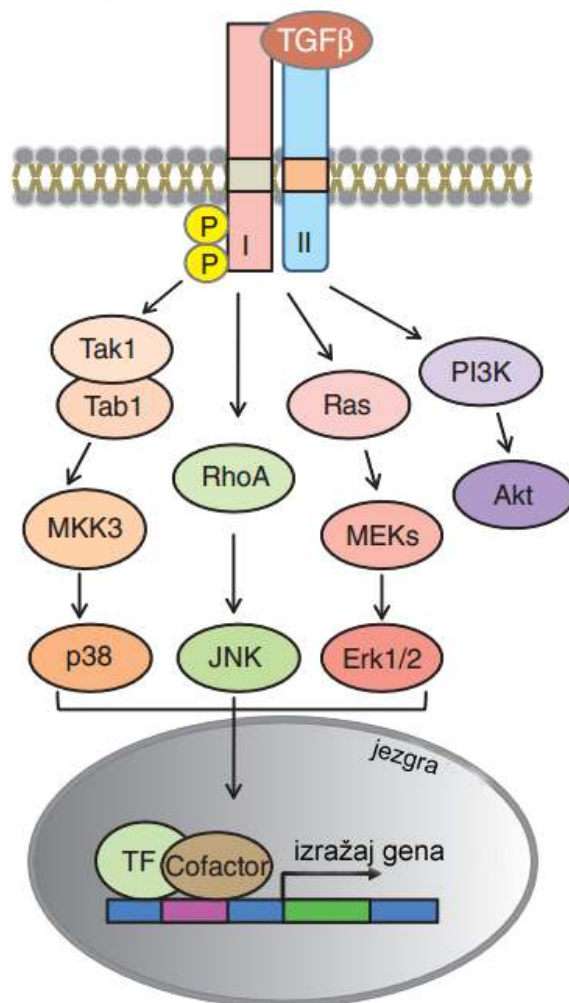 TGFβ
P
P
I
II
Tak1
Tab1
MKK3
p38
RhoA
JNK
Ras
MEKs
Erk1/2
PI3K
Akt
jezgra
TF
Cofactor
izražaj gena